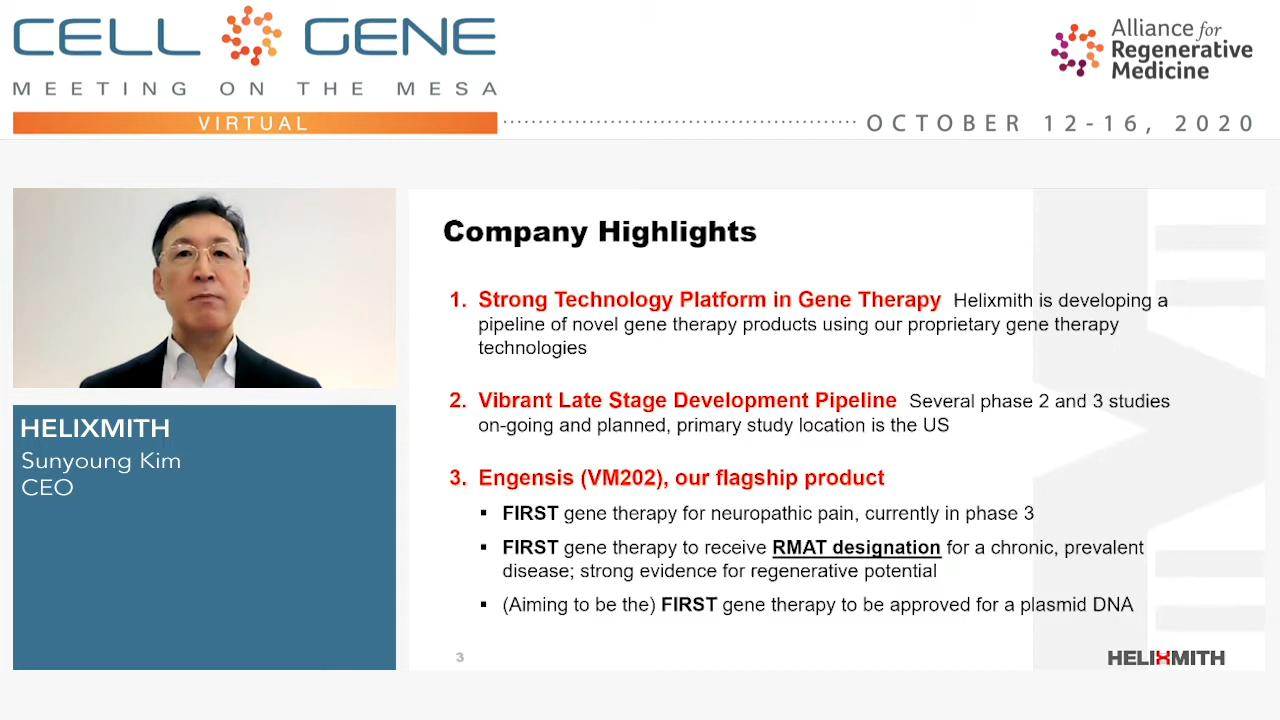 CELL GENE
MEETING ON THE MESA
VIRTUAL
Alliance for
Regenerative
Medicine
OCTOBER 12-16, 2020
HELIXMITH
Sunyoung Kim
CEO
Company Highlights
1. Strong Technology Platform in Gene Therapy Helixmith is developing a
pipeline of novel gene therapy products using our proprietary gene therapy
technologies
2. Vibrant Late Stage Development Pipeline Several phase 2 and 3 studies
on-going and planned, primary study location is the US
3. Engensis (VM202), our flagship product
▪ FIRST gene therapy for neuropathic pain, currently in phase 3
▪ FIRST gene therapy to receive RMAT designation for a chronic, prevalent
disease; strong evidence for regenerative potential
▪ (Aiming to be the) FIRST gene therapy to be approved for a plasmid DNA
3
HELIXMITH